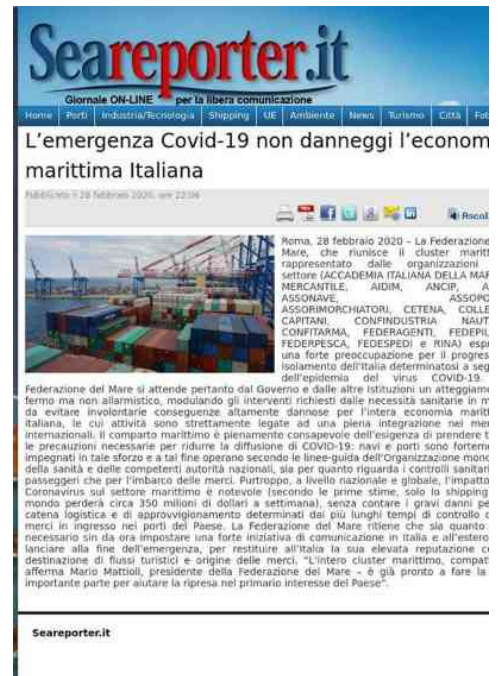 Seareporter.it
Giornale ON-LINE per la libera comunicazione
Home Porti Industria/Tecnologia Shipping UE Ambiente News Turismo Città
L'emergenza Covid-19 non danneggi l'econom
marittima Italiana
Pubblicato il 28 febbraio 2020, ore 22:06
Roma, 28 febbraio 2020 – La Federazione
Mare, che riunisce il cluster maritt
rappresentato dalle organizzazioni
settore (ACCADEMIA ITALIANA DELLA MAR
MERCANTILE, AIDIM, ANCIP, A
ASSONAVE, ASSOPO
ASSORIMORCHIATORI, CETENA, COLLE
CAPITANI, CONFINDUSTRIA NAUT
CONFITARMA, FEDERAGENTI, FEDEPIL
FEDERPESCA, FEDESPEDI e RINA) espr
una forte preoccupazione per il progres
isolamento dell'Italia determinatosi a seg
dell'epidemia del virus COVID-19.
Federazione del Mare si attende pertanto dal Governo e dalle altre Istituzioni un atteggiame
fermo ma non allarmistico, modulando gli interventi richiesti dalle necessità sanitarie in m
da evitare involontarie conseguenze altamente dannose per l'intera economia maritt
italiana, le cui attività sono strettamente legate ad una piena integrazione nei mer
internazionali. Il comparto marittimo è pienamente consapevole dell'esigenza di prendere t
le precauzioni necessarie per ridurre la diffusione di COVID-19: navi e porti sono fortem
impegnati in tale sforzo e a tal fine operano secondo le linee-guida dell'Organizzazione mond
della sanità e delle competenti autorità nazionali, sia per quanto riguarda i controlli sanitari
passeggeri che per l'imbarco delle merci. Purtroppo, a livello nazionale e globale, l'impatto
Coronavirus sul settore marittimo è notevole (secondo le prime stime, solo lo shipping
mondo perderà circa 350 milioni di dollari a settimana), senza contare i gravi danni pe
catena logistica e di approvvigionamento determinati dai più lunghi tempi di controllo d
merci in ingresso nei porti del Paese. La Federazione del Mare ritiene che sia quanto
necessario sin da ora impostare una forte iniziativa di comunicazione in Italia e all'estero
lanciare alla fine dell'emergenza, per restituire all'Italia la sua elevata reputazione co
destinazione di flussi turistici e origine delle merci. "L'intero cluster marittimo, compatt
afferma Mario Mattioli, presidente della Federazione del Mare – è già pronto a fare la
importante parte per aiutare la ripresa nel primario interesse del Paese".
Seareporter.it